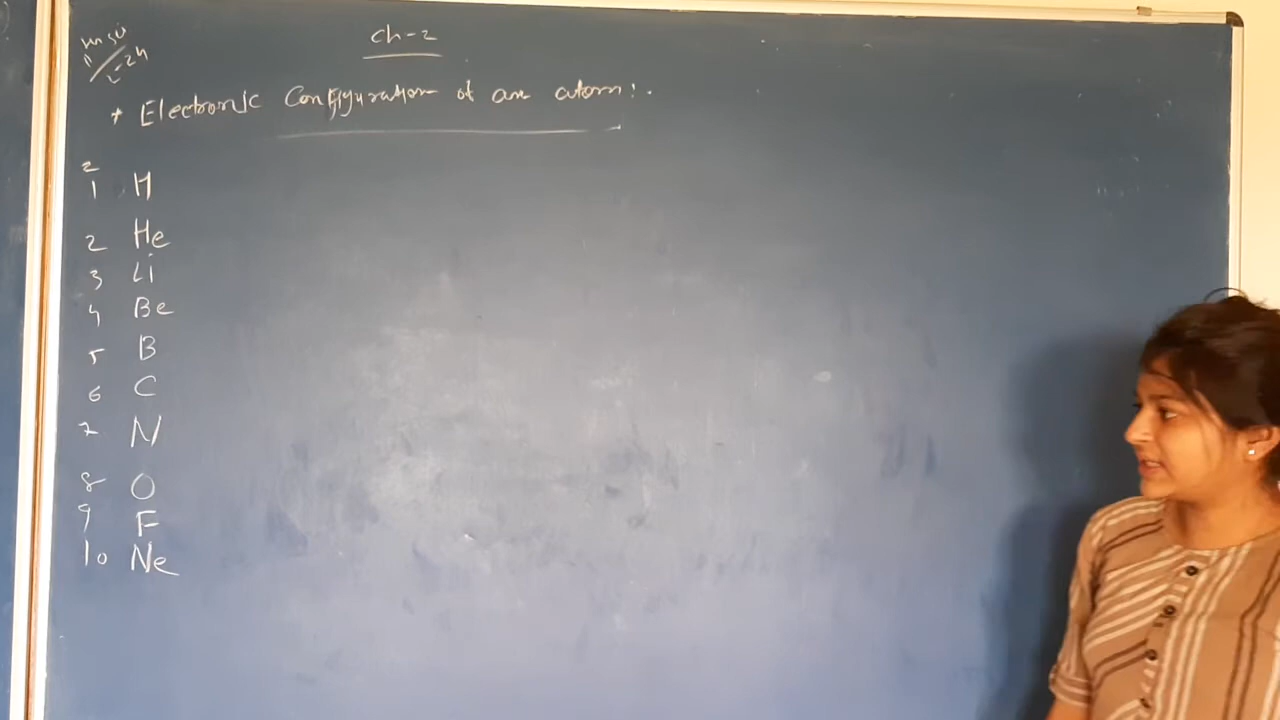 Ch-2
* Electronic Configuration of an atom:.
Z
1 H
2 He
3 Li
4 Be
5 B
6 C
7 N
8 O
9 F
10 Ne